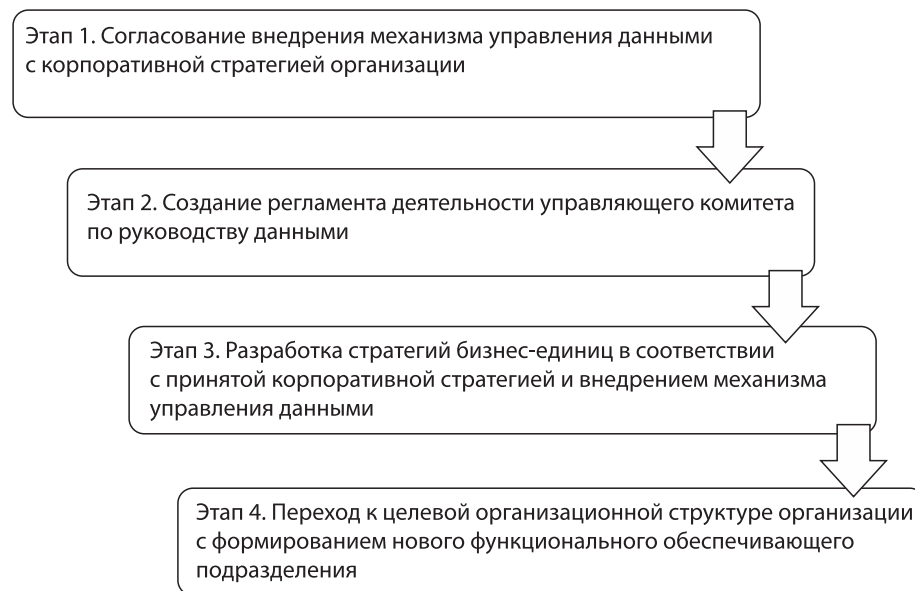 Этап 1. Согласование внедрения механизма управления данными
с корпоративной стратегией организации
Этап 2. Создание регламента деятельности управляющего комитета
по руководству данными
Этап 3. Разработка стратегий бизнес-единиц в соответствии
с принятой корпоративной стратегией и внедрением механизма
управления данными
Этап 4. Переход к целевой организационной структуре организации
с формированием нового функционального обеспечивающего
подразделения